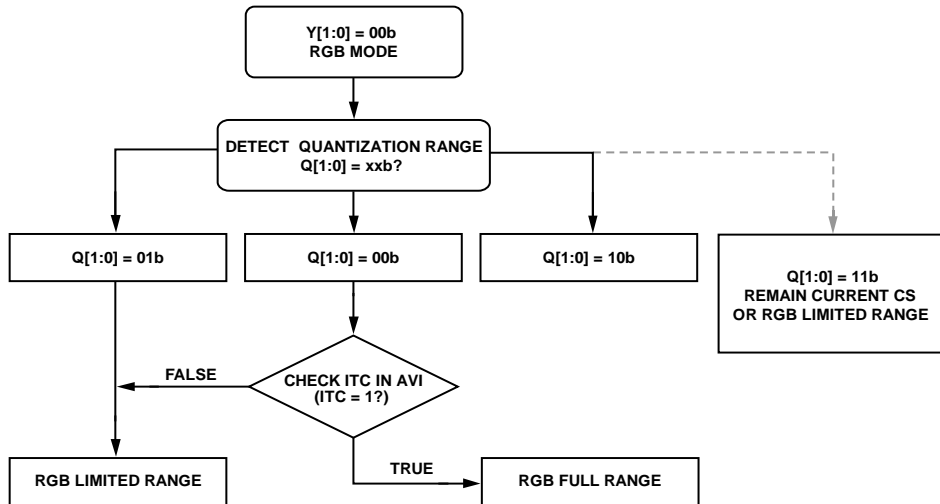 Y[1:0] = 00b
RGB MODE
DETECT QUANTIZATION RANGE
Q[1:0] = xxb?
Q[1:0] = 01b
Q[1:0] = 00b
Q[1:0] = 10b
Q[1:0] = 11b
REMAIN CURRENT CS
OR RGB LIMITED RANGE
FALSE
CHECK ITC IN AVI
(ITC = 1?)
TRUE
RGB LIMITED RANGE
RGB FULL RANGE